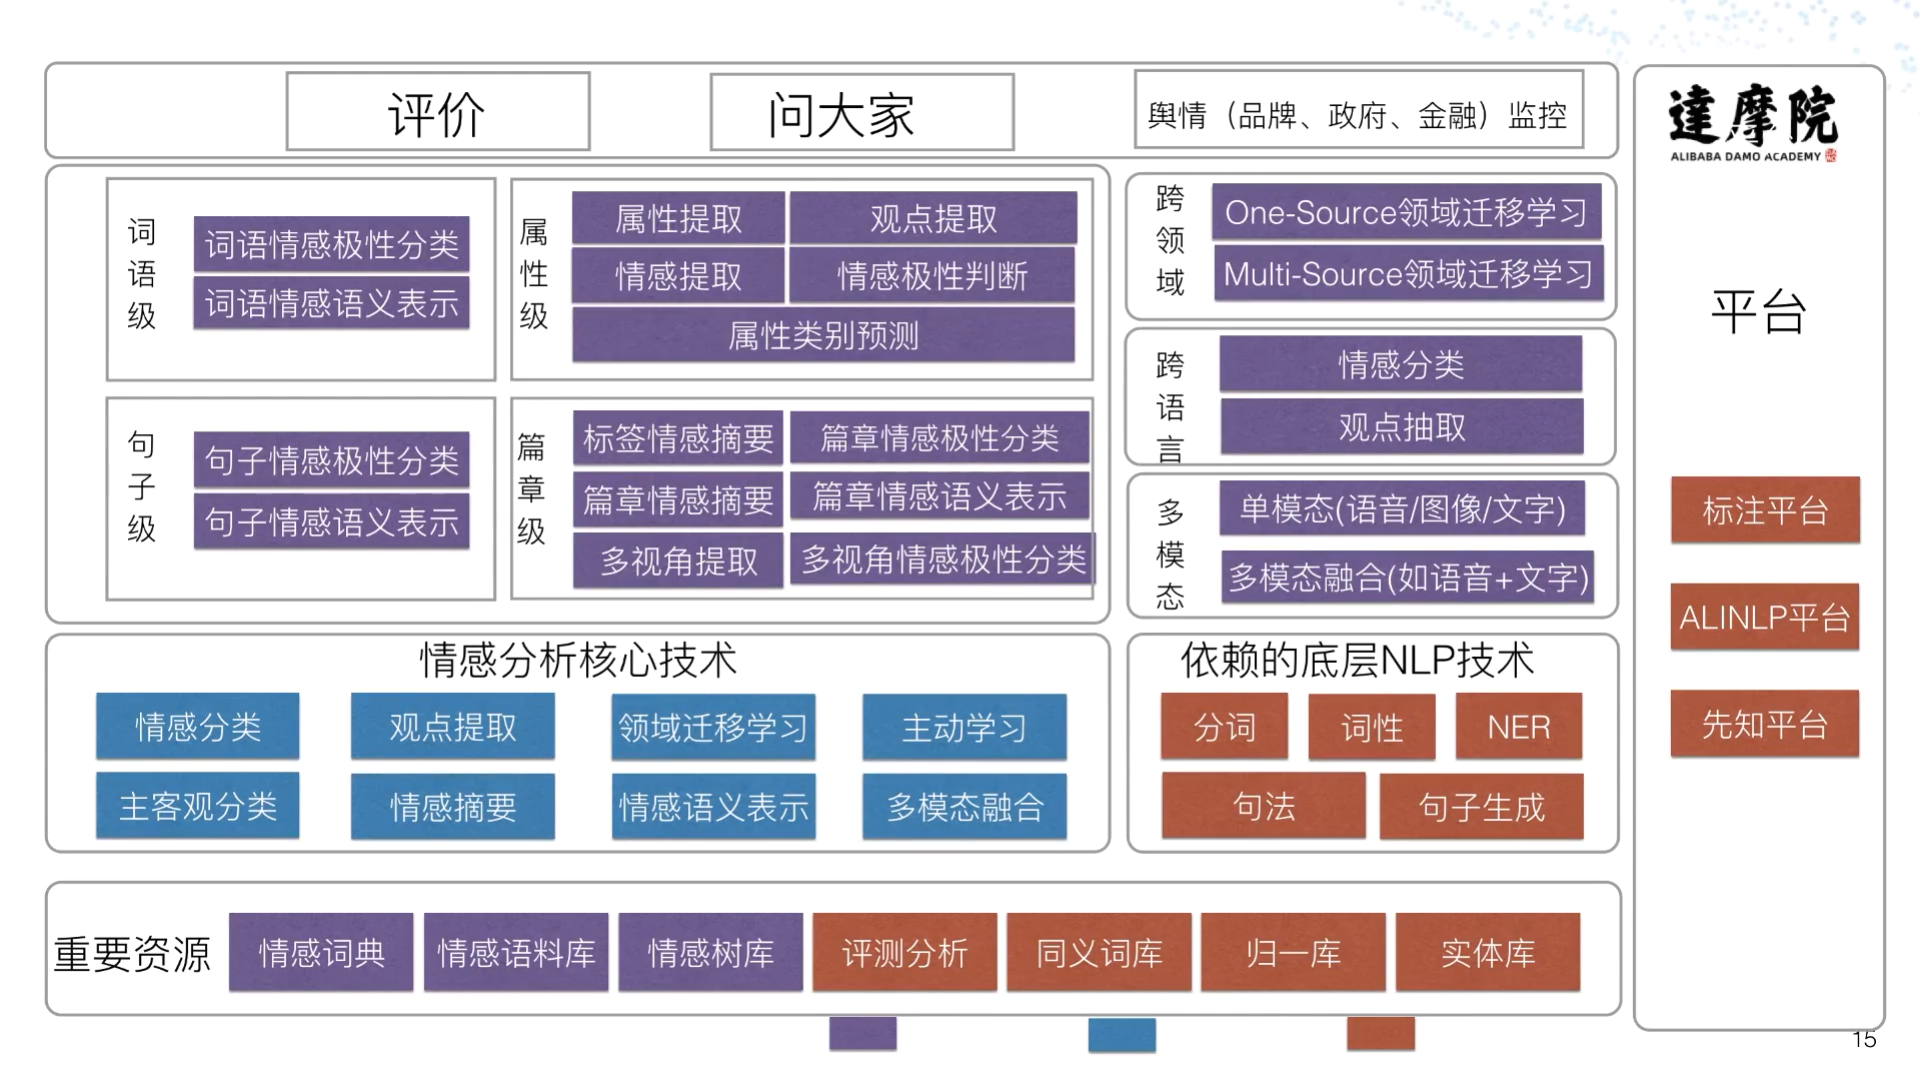 评价
问大家
舆情（品牌、政府、金融）监控
達摩院
ALIBABA DAMO ACADEMY
平台
标注平台
ALINLP平台
先知平台
词语级
词语情感极性分类
词语情感语义表示
属性级
属性提取
观点提取
情感提取
情感极性判断
属性类别预测
句子级
句子情感极性分类
句子情感语义表示
篇章级
标签情感摘要
篇章情感极性分类
篇章情感摘要
篇章情感语义表示
多视角提取
多视角情感极性分类
跨领域
One-Source领域迁移学习
Multi-Source领域迁移学习
跨语言
情感分类
观点抽取
多模态
单模态(语音/图像/文字)
多模态融合(如语音+文字)
情感分析核心技术
情感分类
观点提取
领域迁移学习
主动学习
主客观分类
情感摘要
情感语义表示
多模态融合
依赖的底层NLP技术
分词
词性
NER
句法
句子生成
重要资源
情感词典
情感语料库
情感树库
评测分析
同义词库
归一库
实体库
15